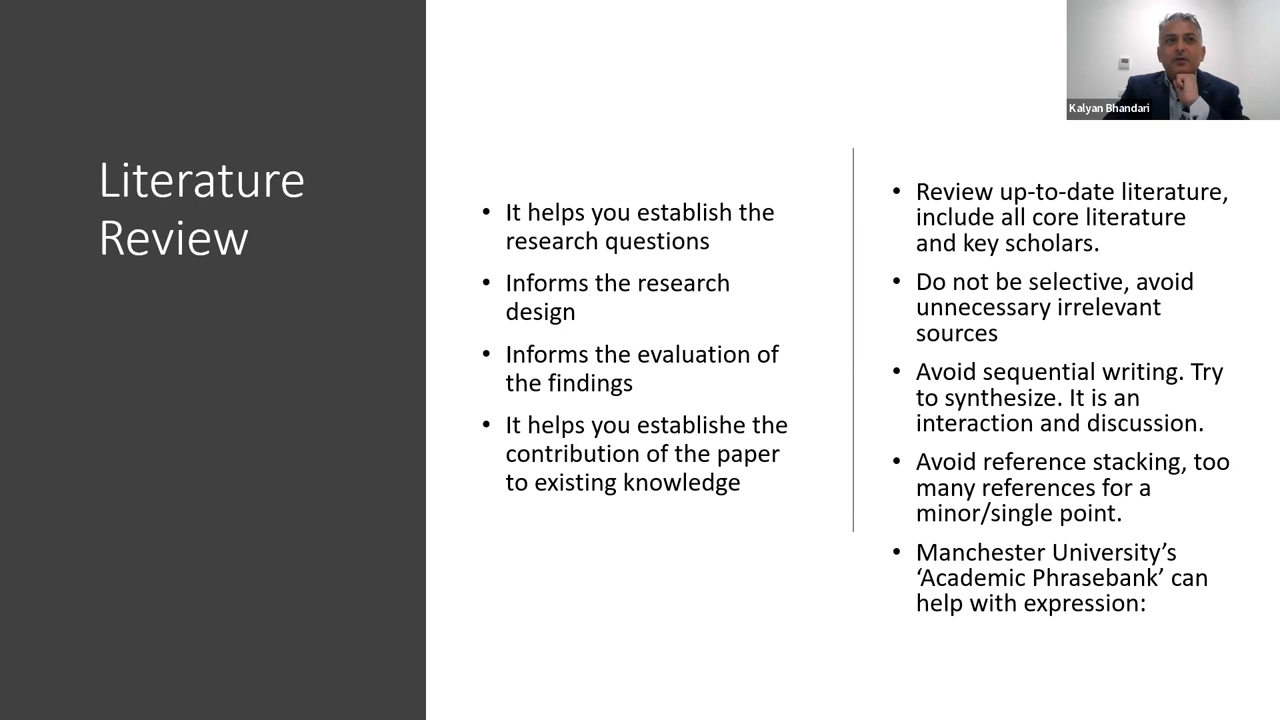 Literature
Review
It helps you establish the
research questions
Informs the research
design
Informs the evaluation of
the findings
It helps you establishe the
contribution of the paper
to existing knowledge
Review up-to-date literature,
include all core literature
and key scholars.
Do not be selective, avoid
unnecessary irrelevant
sources
Avoid sequential writing. Try
to synthesize. It is an
interaction and discussion.
Avoid reference stacking, too
many references for a
minor/single point.
Manchester University’s
‘Academic Phrasebank’ can
help with expression:
Kalyan Bhandari